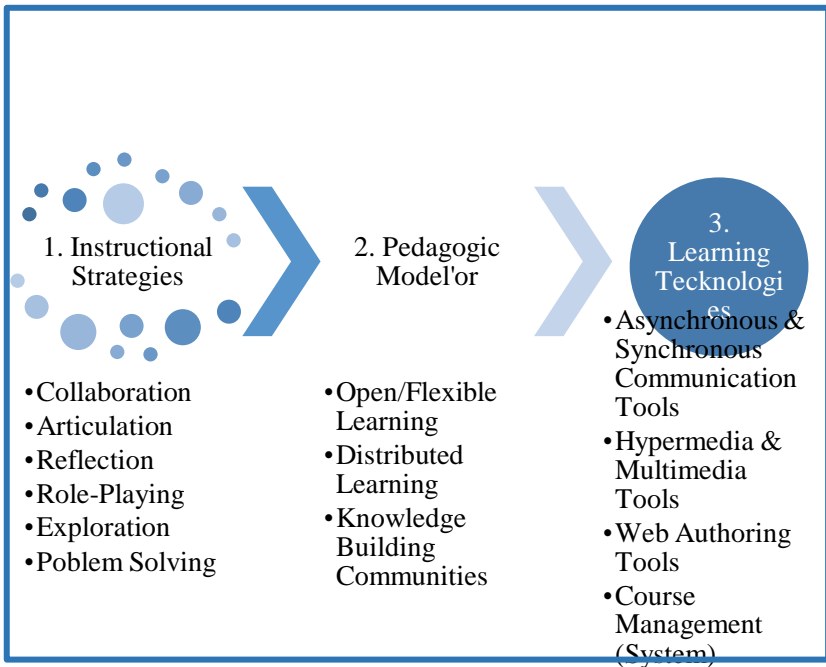 1. Instructional
Strategies
•Collaboration
•Articulation
•Reflection
•Role-Playing
•Exploration
•Poblem Solving
2. Pedagogic
Model'or
•Open/Flexible
Learning
•Distributed
Learning
•Knowledge
Building
Communities
3.
Learning
Tecknologi
es
•Asynchronous &
Synchronous
Communication
Tools
•Hypermedia &
Multimedia
Tools
•Web Authoring
Tools
•Course
Management
(System)